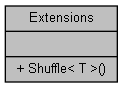 Extensions
+ Shuffle< T >()